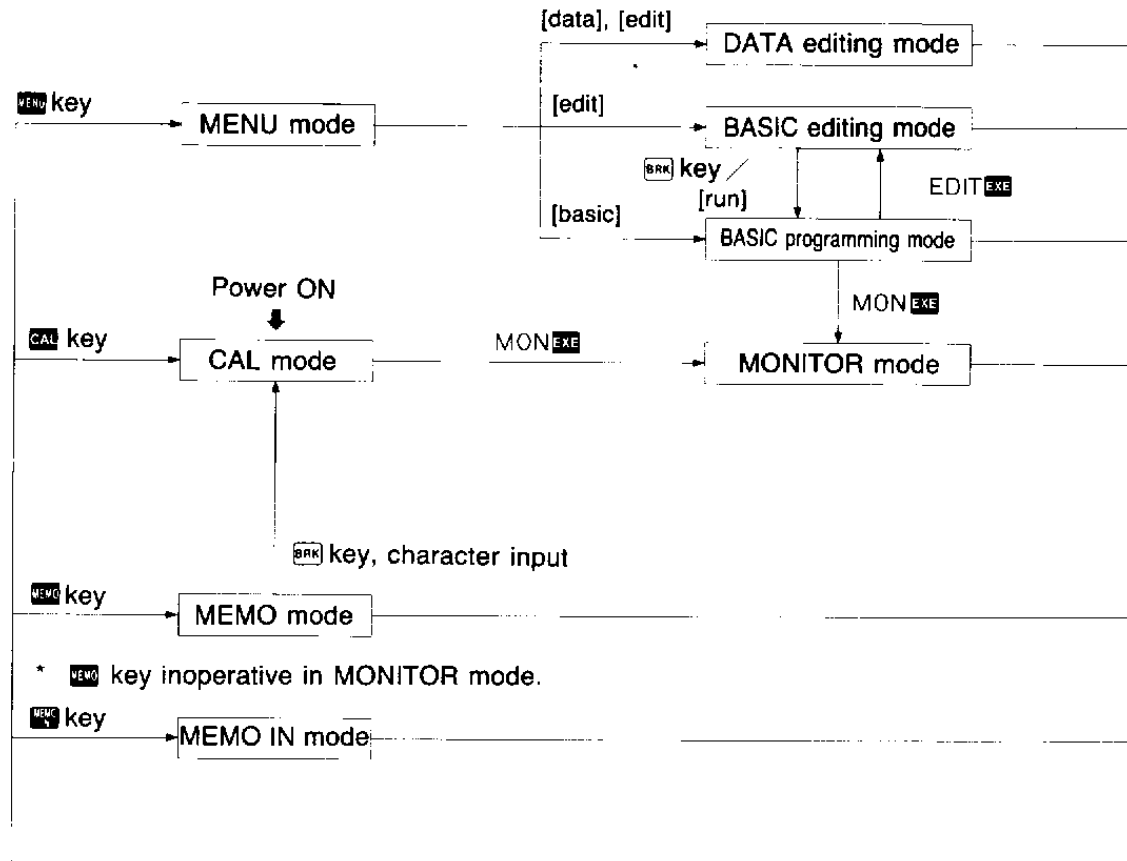 [data], [edit]
DATA editing mode
MENU key
MENU mode
[edit]
BASIC editing mode
BRK key /
[run]
EDIT EXE
[basic]
BASIC programming mode
Power ON
MON EXE
CAL key
CAL mode
MON EXE
MONITOR mode
BRK key, character input
MEMO key
MEMO mode
* MEMO key inoperative in MONITOR mode.
MEMO IN key
MEMO IN mode